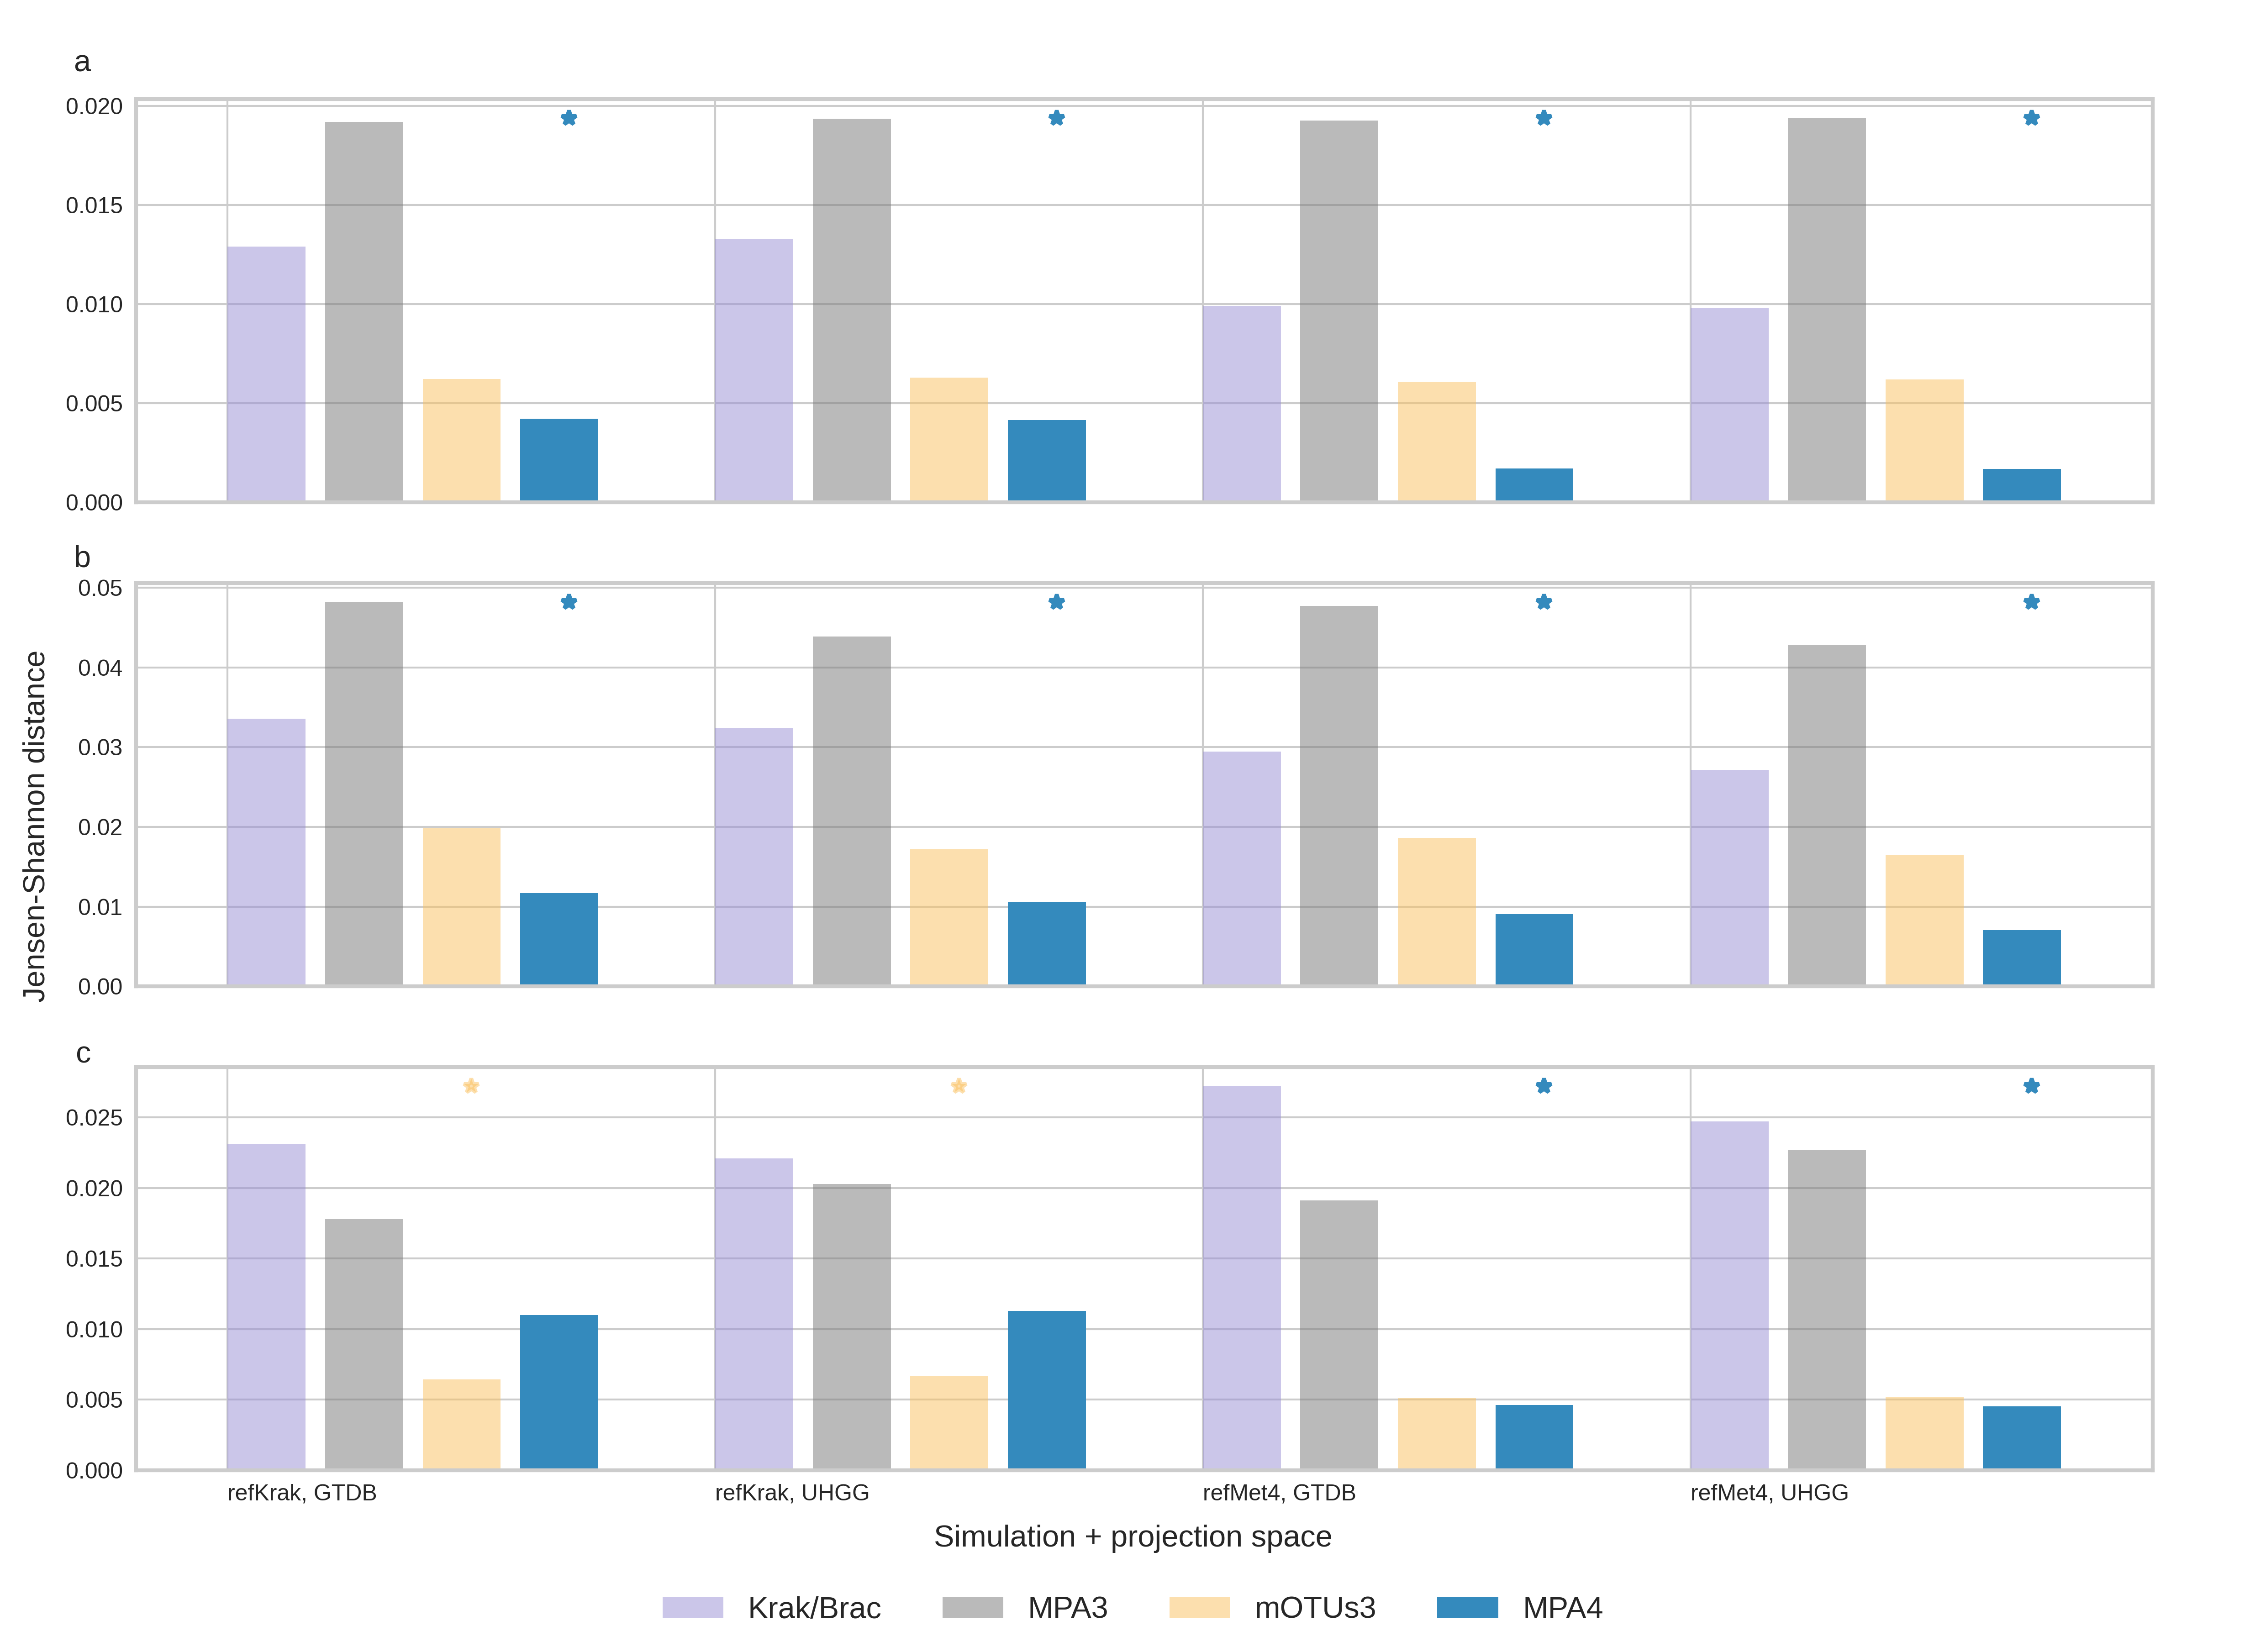 a
0.020
0.015
0.010
0.005
0.000
b
0.05
0.04
0.03
0.02
0.01
0.00
Jensen-Shannon distance
c
0.025
0.020
0.015
0.010
0.005
0.000
refKrak, GTDB refKrak, UHGG refMet4, GTDB refMet4, UHGG
Simulation + projection space
Krak/Brac MPA3 mOTUs3 MPA4